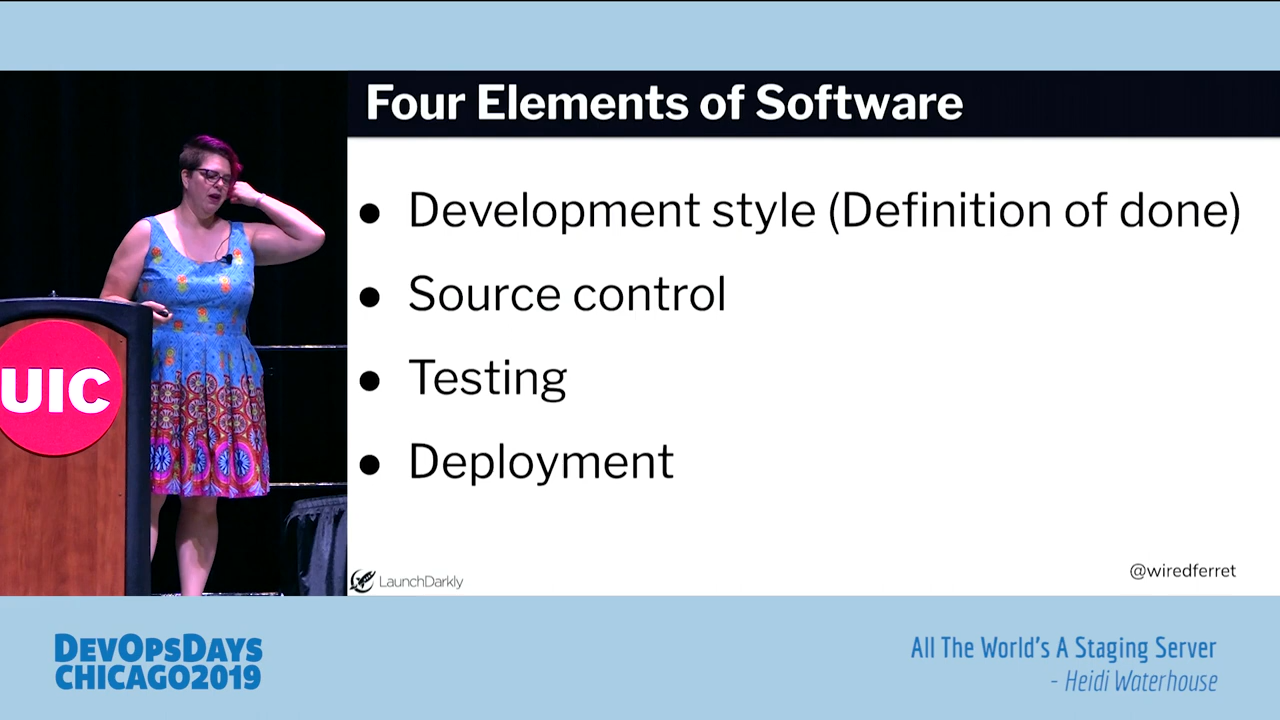 Four Elements of Software
● Development style (Definition of done)
● Source control
● Testing
● Deployment
UIC
LaunchDarkly
@wiredferret
DEVOPSDAYS
CHICAGO2019
All The World's A Staging Server
- Heidi Waterhouse